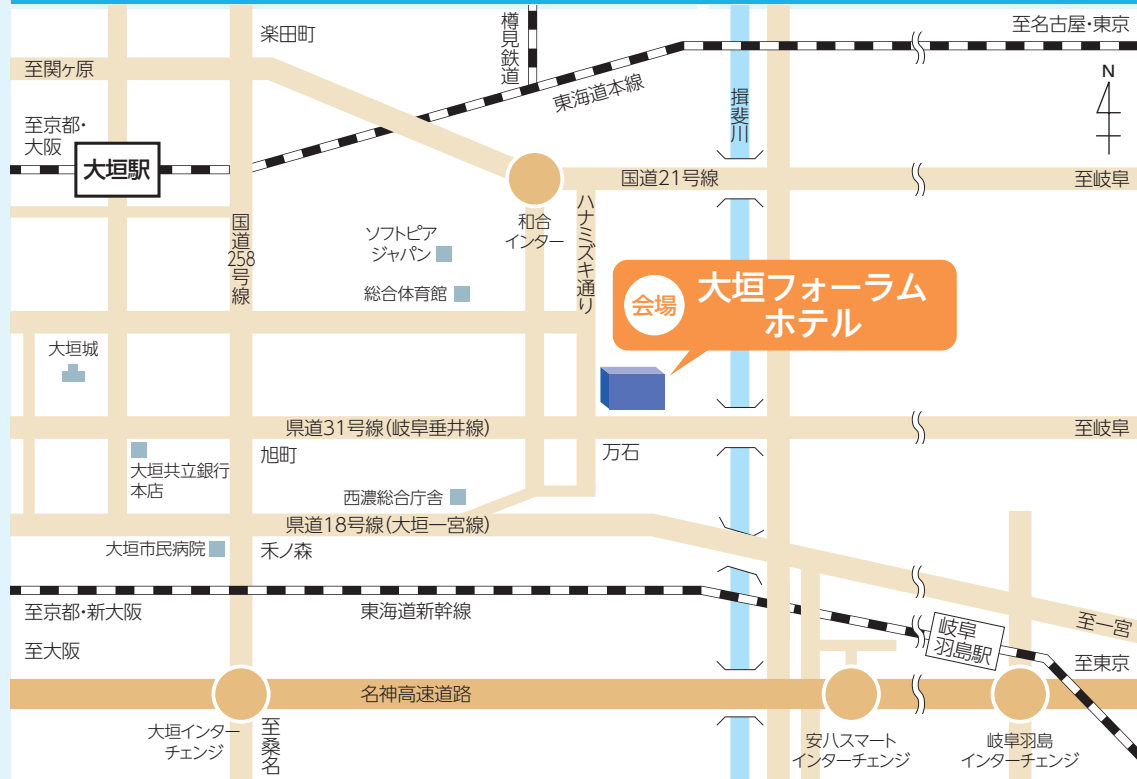 楽田町
樽見鉄道
至名古屋・東京
至関ヶ原
東海道本線
揖斐川
N
至京都・
大阪
大垣駅
国道21号線
至岐阜
国道258号線
和合
インター
ハナミズキ通り
ソフトピア
ジャパン
総合体育館
会場
大垣フォーラム
ホテル
大垣城
県道31号線(岐阜垂井線)
至岐阜
旭町
万石
大垣共立銀行
本店
西濃総合庁舎
県道18号線(大垣一宮線)
大垣市民病院
禾ノ森
至京都・新大阪
東海道新幹線
岐阜
羽島駅
至一宮
至大阪
至東京
名神高速道路
大垣インター
チェンジ
至桑名
安八スマート
インターチェンジ
岐阜羽島
インターチェンジ